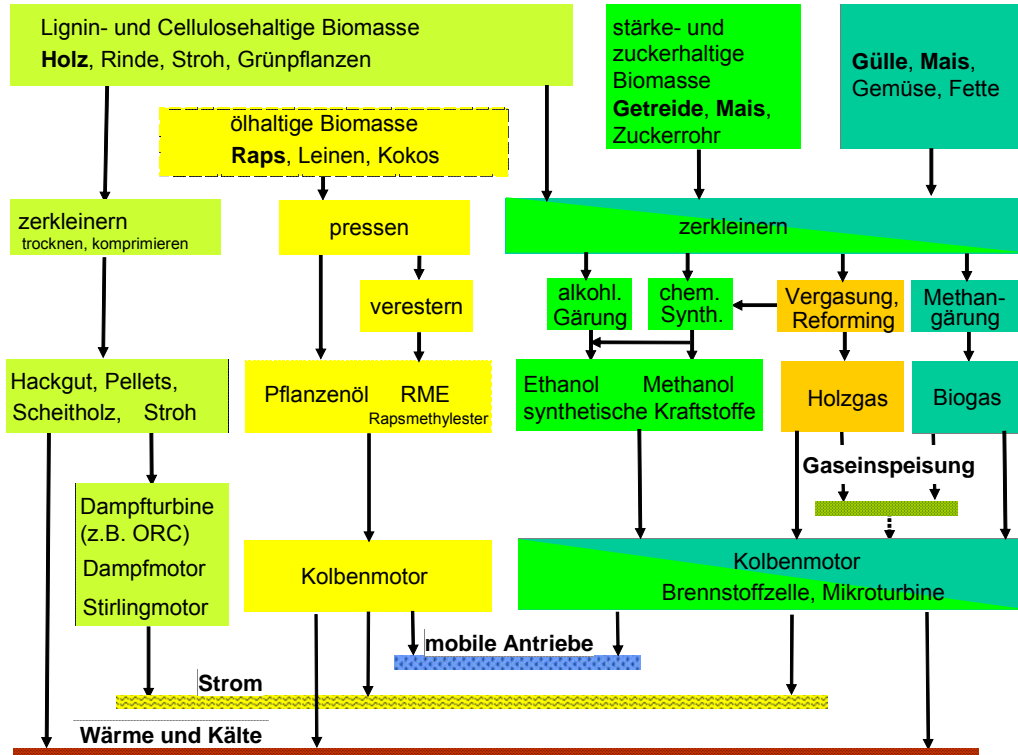 Lignin- und Cellulosehaltige Biomasse
Holz, Rinde, Stroh, Grünpflanzen
ölhaltige Biomasse
Raps, Leinen, Kokos
stärke- und
zuckerhaltige
Biomasse
Getreide, Mais,
Zuckerrohr
Gülle, Mais,
Gemüse, Fette
zerkleinern
trocknen, komprimieren
pressen
zerkleinern
verestern
alkohl.
Gärung
chem.
Synth.
Vergasung,
Reforming
Methan-
gärung
Hackgut, Pellets,
Scheitholz, Stroh
Pflanzenöl RME
Rapsmethylester
Ethanol Methanol
synthetische Kraftstoffe
Holzgas
Biogas
Gaseinspeisung
Dampfturbine
(z.B. ORC)
Dampfmotor
Stirlingmotor
Kolbenmotor
Kolbenmotor
Brennstoffzelle, Mikroturbine
mobile Antriebe
Strom
Wärme und Kälte